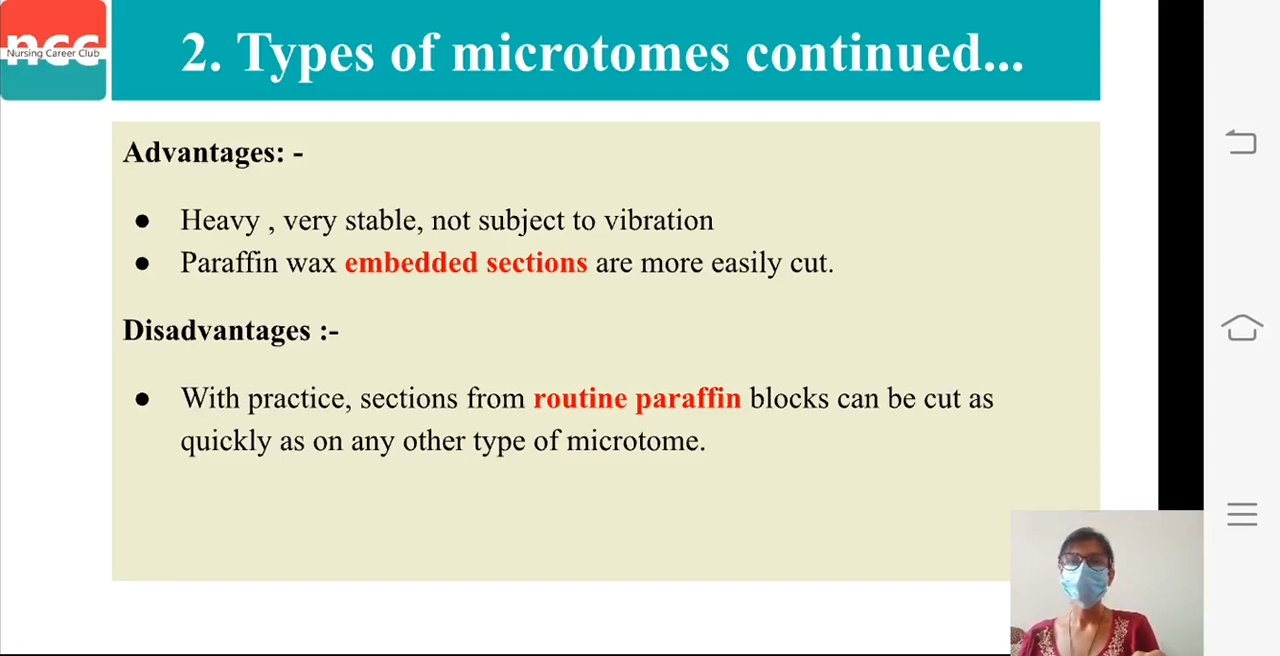 ncc
Nursing Career Club
2. Types of microtomes continued...
Advantages: -
● Heavy , very stable, not subject to vibration
● Paraffin wax embedded sections are more easily cut.
Disadvantages :-
● With practice, sections from routine paraffin blocks can be cut as
quickly as on any other type of microtome.